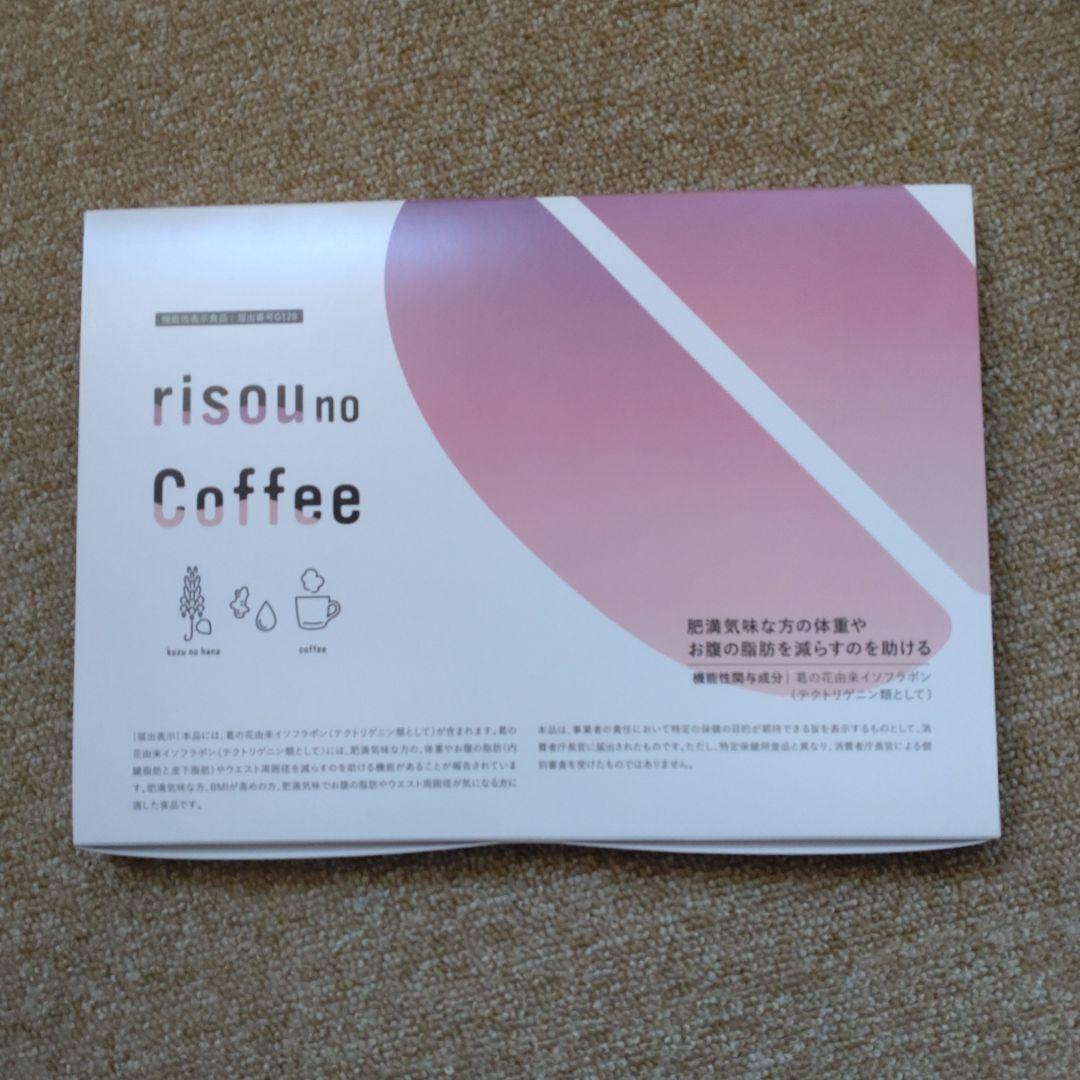 機能性表示食品｜届出番号G128
risou no
Coffee
kuzu no hana
coffee
肥満気味な方の体重や
お腹の脂肪を減らすのを助ける
機能性関与成分｜葛の花由来イソフラボン
（テクトリゲニン類として）
［届出表示］本品には、葛の花由来イソフラボン（テクトリゲニン類として）が含まれます。葛の
花由来イソフラボン（テクトリゲニン類として）には、肥満気味な方の、体重やお腹の脂肪（内
臓脂肪と皮下脂肪）やウエスト周囲径を減らすのを助ける機能があることが報告されていま
す。肥満気味な方、BMIが高めの方、肥満気味でお腹の脂肪やウエスト周囲径が気になる方に
適した食品です。
本品は、事業者の責任において特定の保健の目的が期待できる旨を表示するものとして、消
費者庁長官に届出されたものです。ただし、特定保健用食品と異なり、消費者庁長官による個
別審査を受けたものではありません。